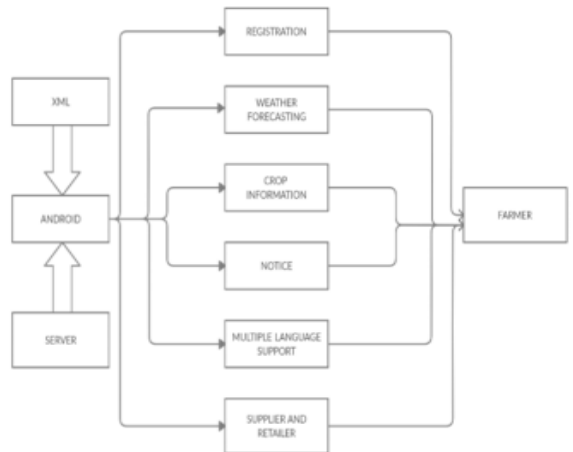 REGISTRATION
XML
WEATHER
FORECASTING
CROP
INFORMATION
ANDROID
FARMER
NOTICE
SERVER
MULTIPLE LANGUAGE
SUPPORT
SUPPLIER AND
RETAILER